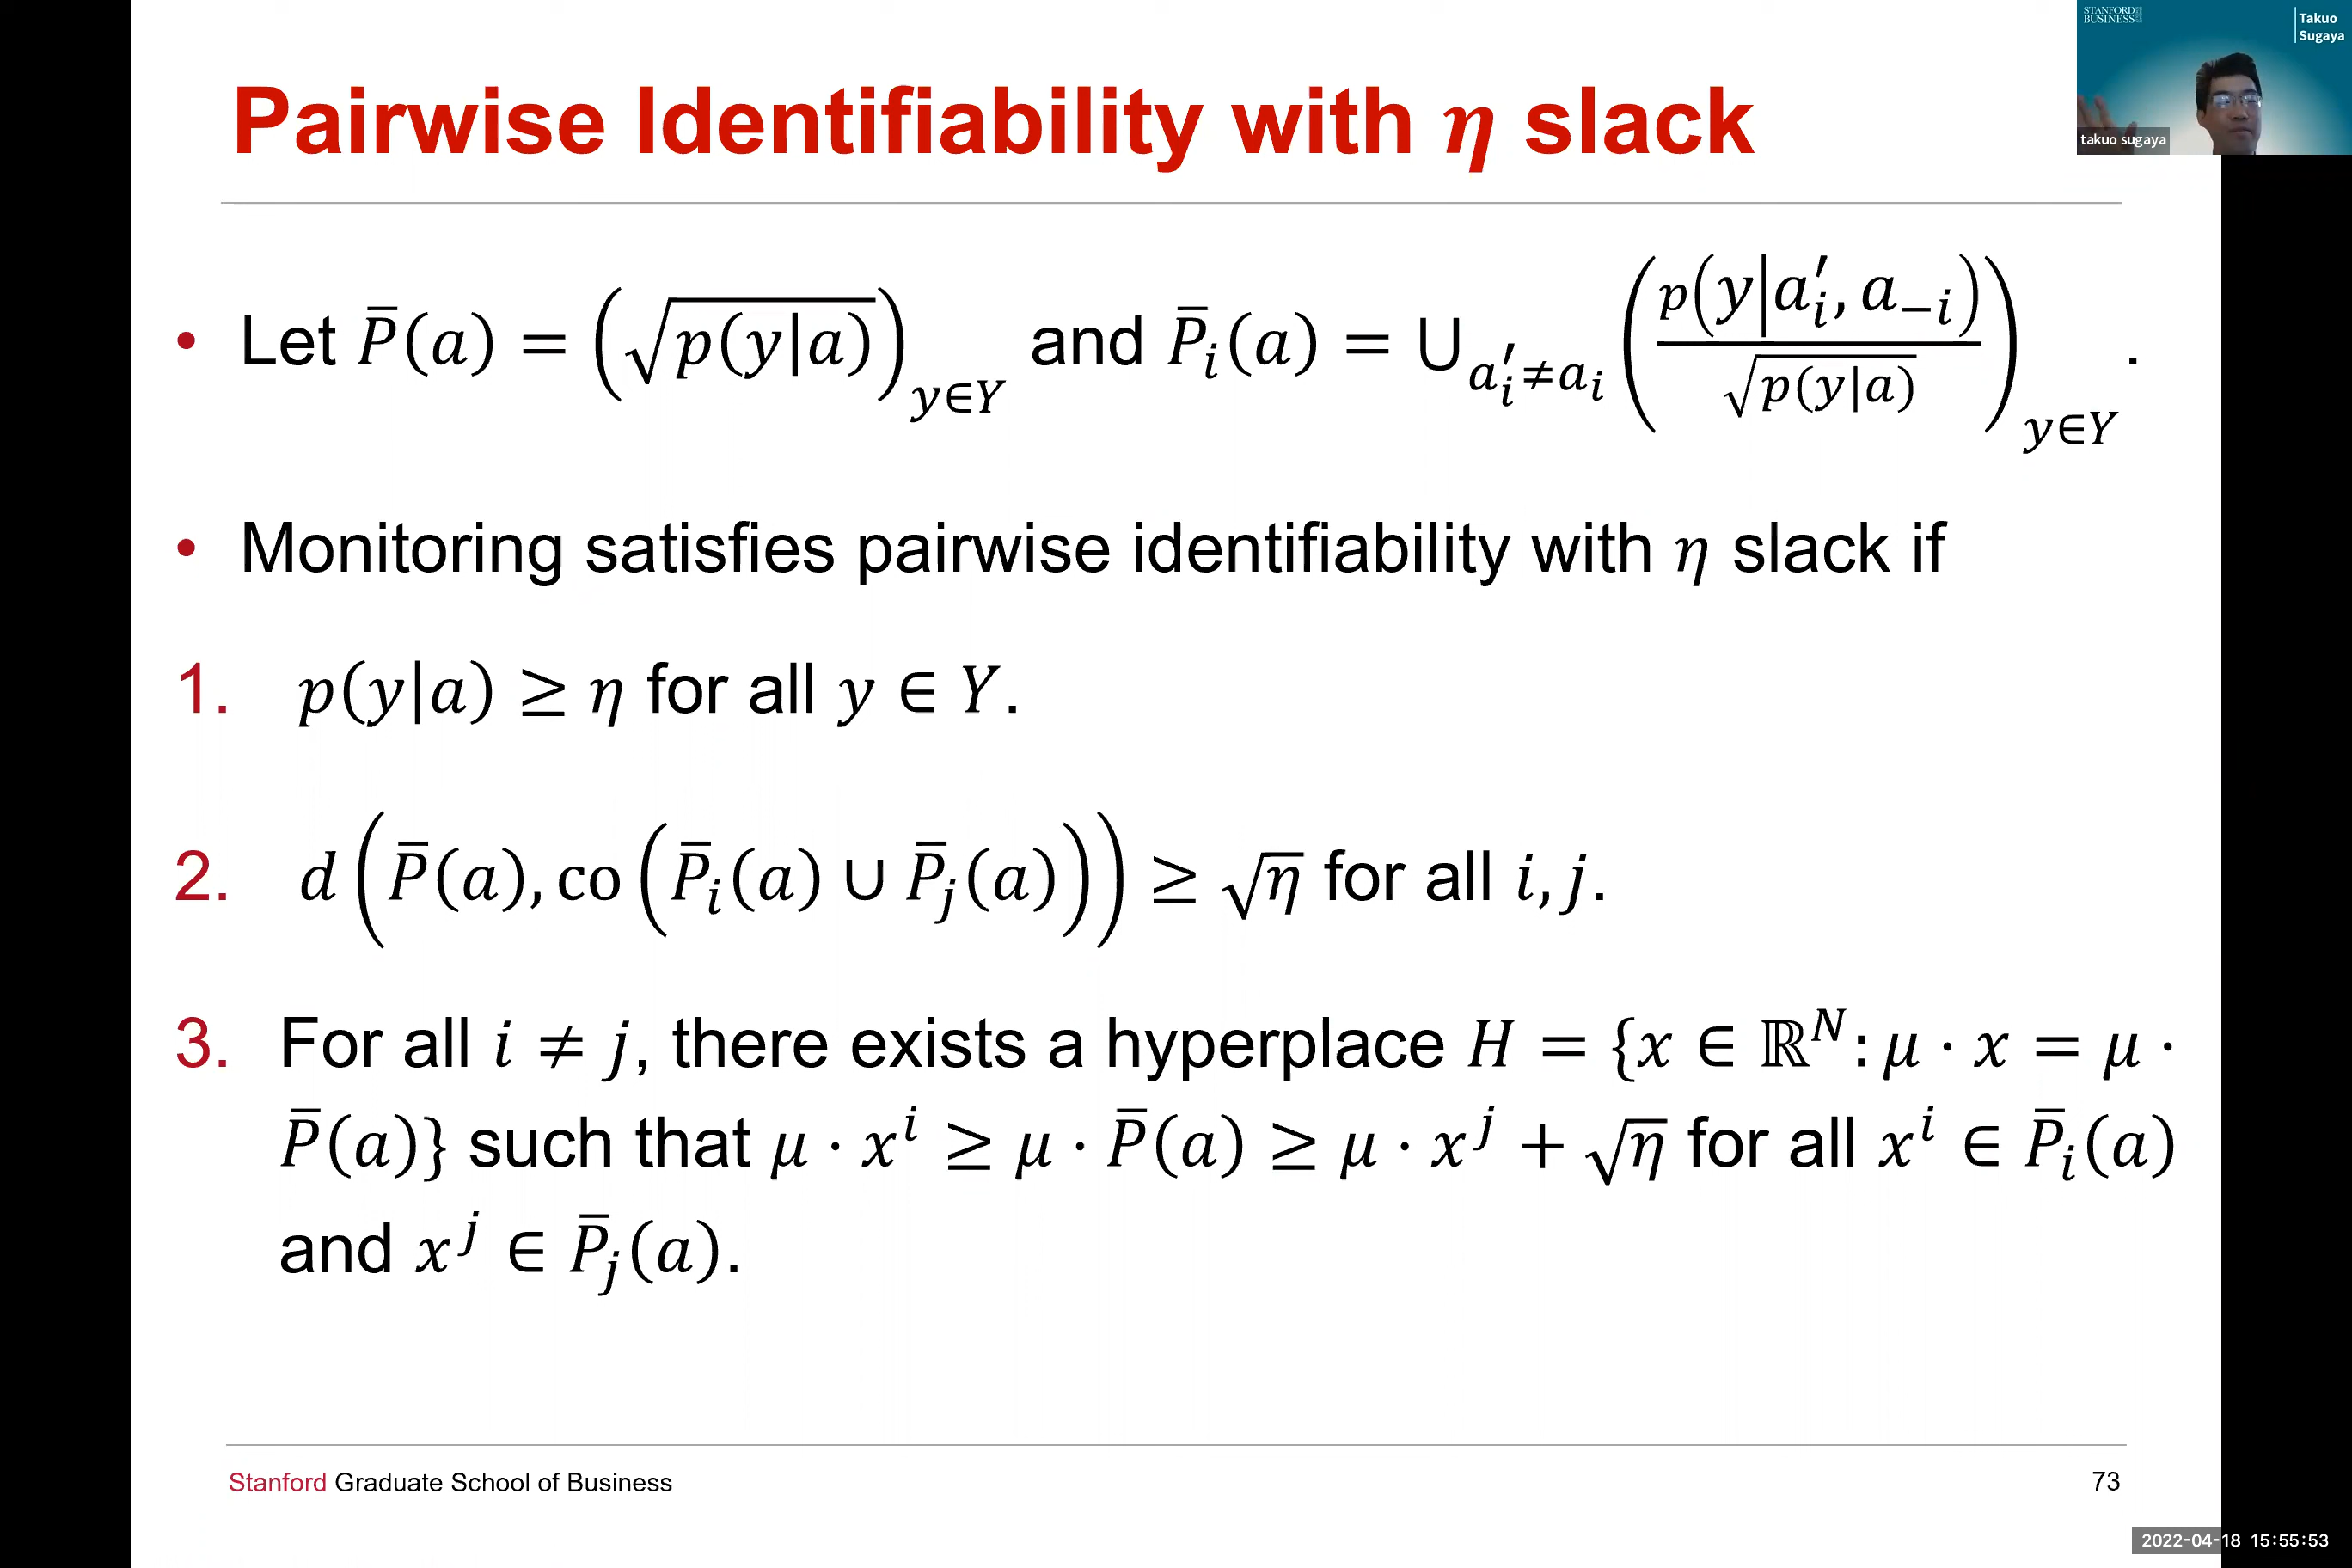 STANFORD
BUSINESS
Takuo
Sugaya
takuo sugaya
Pairwise Identifiability with η slack
• Let P̄(a) = (√p(y|a))_{y∈Y} and P̄_i(a) = ∪_{a′_i≠a_i} (p(y|a′_i, a_{−i}) / √p(y|a))_{y∈Y}.
• Monitoring satisfies pairwise identifiability with η slack if
1. p(y|a) ≥ η for all y ∈ Y.
2. d(P̄(a), co(P̄_i(a) ∪ P̄_j(a))) ≥ √η for all i, j.
3. For all i ≠ j, there exists a hyperplace H = {x ∈ ℝ^N: μ · x = μ ·
P̄(a)} such that μ · x^i ≥ μ · P̄(a) ≥ μ · x^j + √η for all x^i ∈ P̄_i(a)
and x^j ∈ P̄_j(a).
Stanford Graduate School of Business
73
2022-04-18 15:55:53